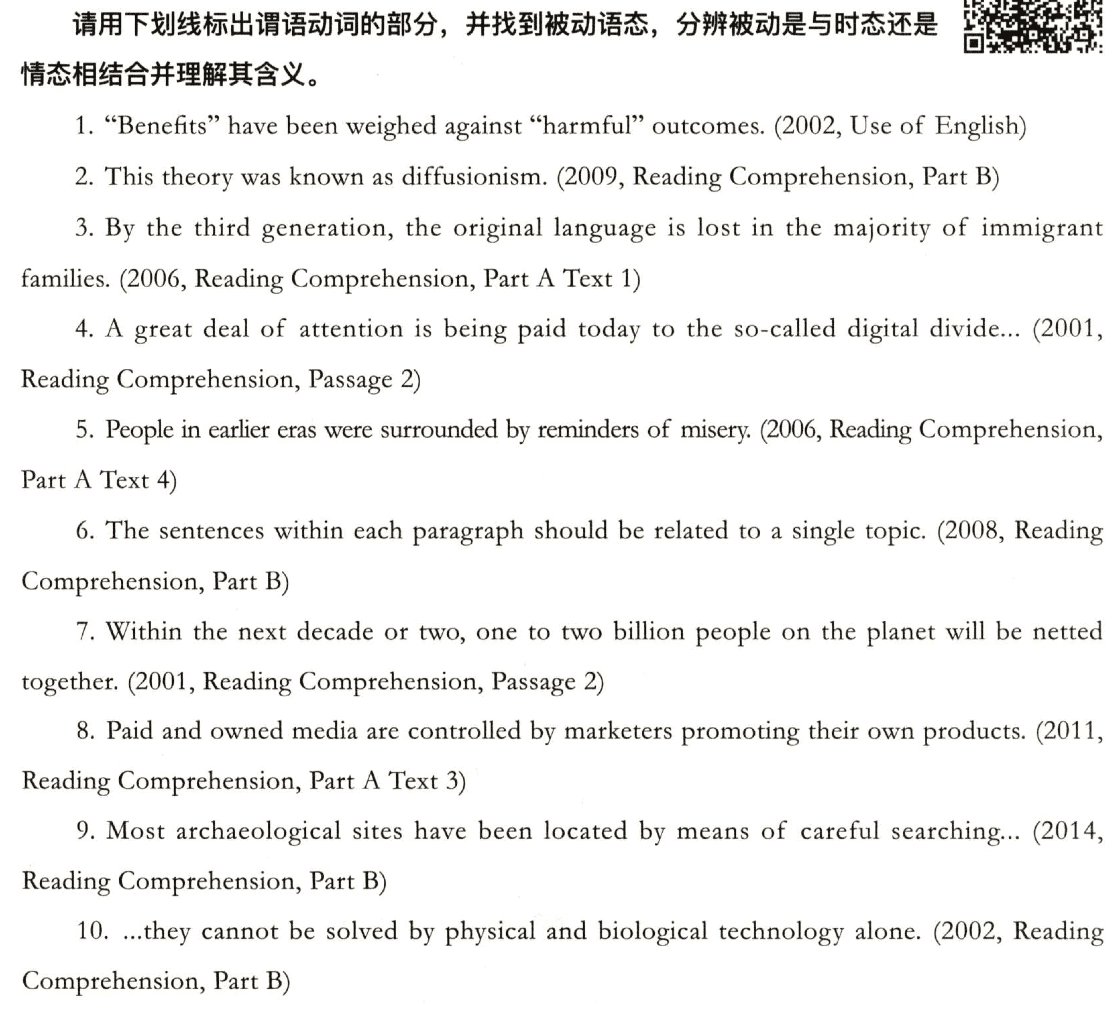 请用下划线标出谓语动词的部分，并找到被动语态，分辨被动是与时态还是
情态相结合并理解其含义。
1. “Benefits” have been weighed against “harmful” outcomes. (2002, Use of English)
2. This theory was known as diffusionism. (2009, Reading Comprehension, Part B)
3. By the third generation, the original language is lost in the majority of immigrant
families. (2006, Reading Comprehension, Part A Text 1)
4. A great deal of attention is being paid today to the so-called digital divide... (2001,
Reading Comprehension, Passage 2)
5. People in earlier eras were surrounded by reminders of misery. (2006, Reading Comprehension,
Part A Text 4)
6. The sentences within each paragraph should be related to a single topic. (2008, Reading
Comprehension, Part B)
7. Within the next decade or two, one to two billion people on the planet will be netted
together. (2001, Reading Comprehension, Passage 2)
8. Paid and owned media are controlled by marketers promoting their own products. (2011,
Reading Comprehension, Part A Text 3)
9. Most archaeological sites have been located by means of careful searching... (2014,
Reading Comprehension, Part B)
10. ...they cannot be solved by physical and biological technology alone. (2002, Reading
Comprehension, Part B)